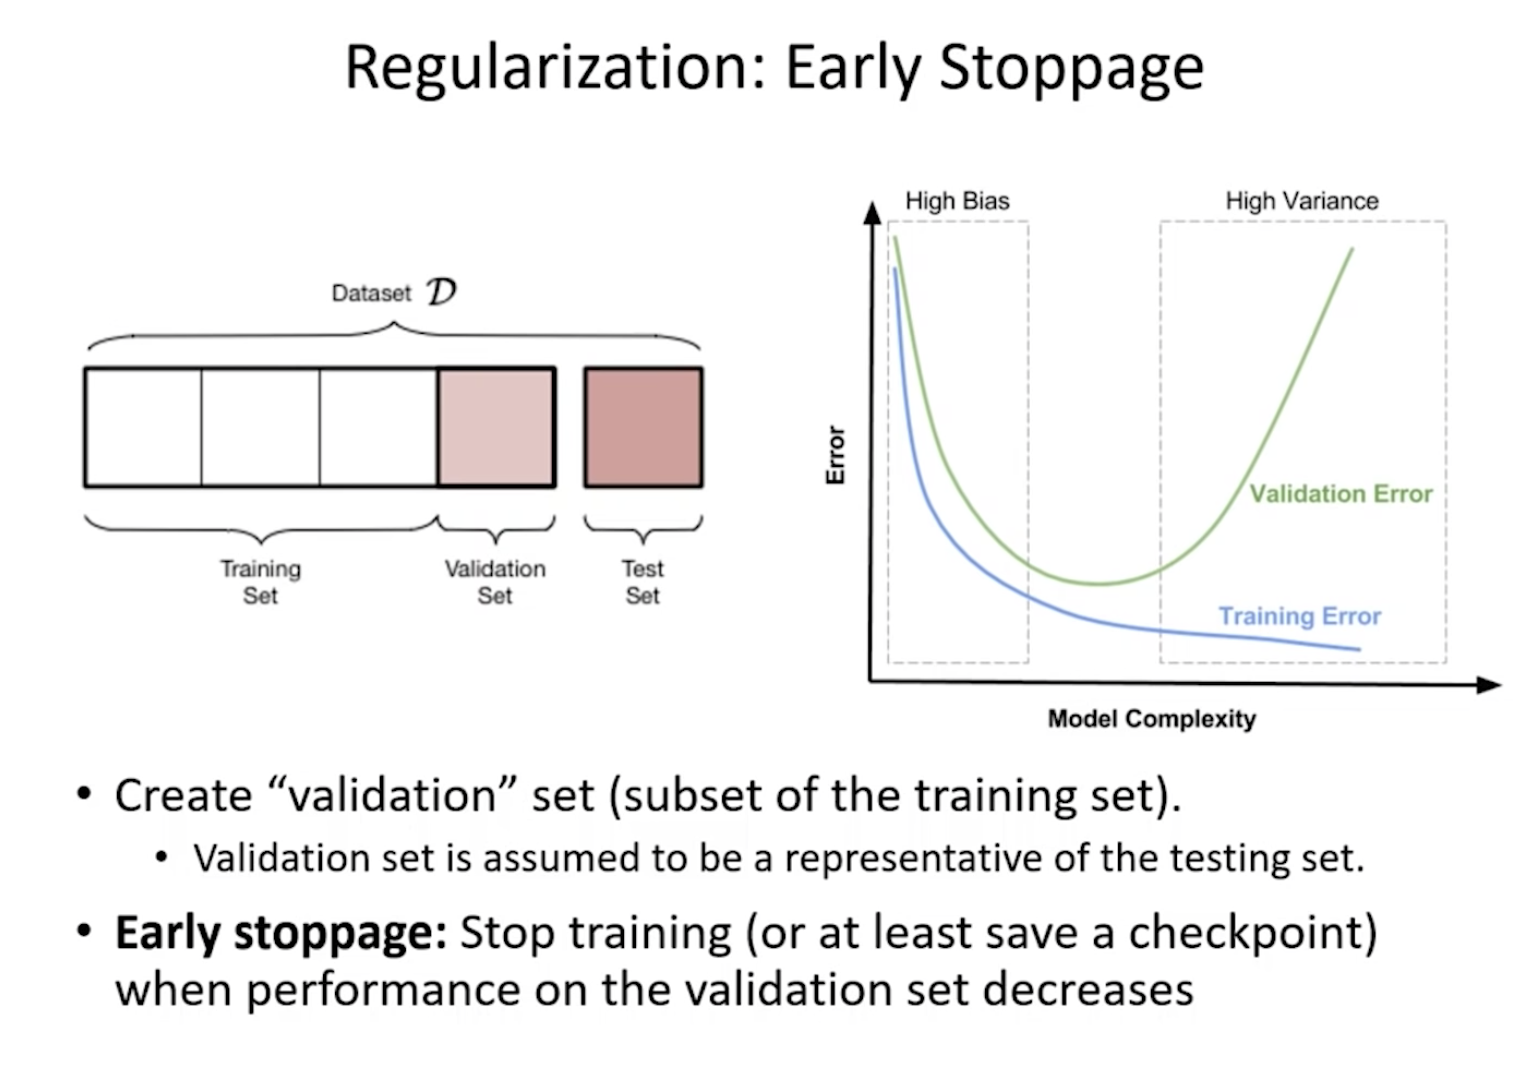 Regularization: Early Stoppage
Dataset 𝒟
Training
Set
Validation
Set
Test
Set
High Bias
High Variance
Error
Validation Error
Training Error
Model Complexity
• Create “validation” set (subset of the training set).
• Validation set is assumed to be a representative of the testing set.
• Early stoppage: Stop training (or at least save a checkpoint)
when performance on the validation set decreases